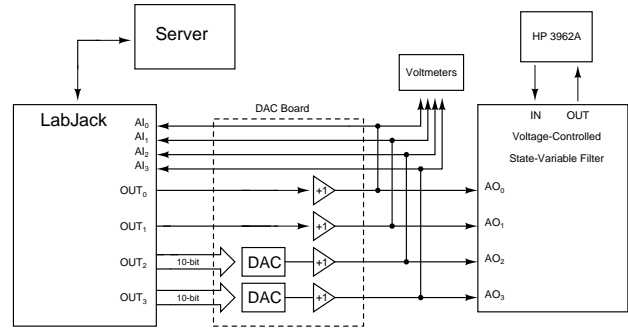 Server
HP 3962A
Voltmeters
DAC Board
LabJack
IN OUT
Voltage-Controlled
State-Variable Filter
AI0
AI1
AI2
AI3
OUT0
+1
AO0
OUT1
+1
AO1
OUT2
10-bit
DAC
+1
AO2
OUT3
10-bit
DAC
+1
AO3